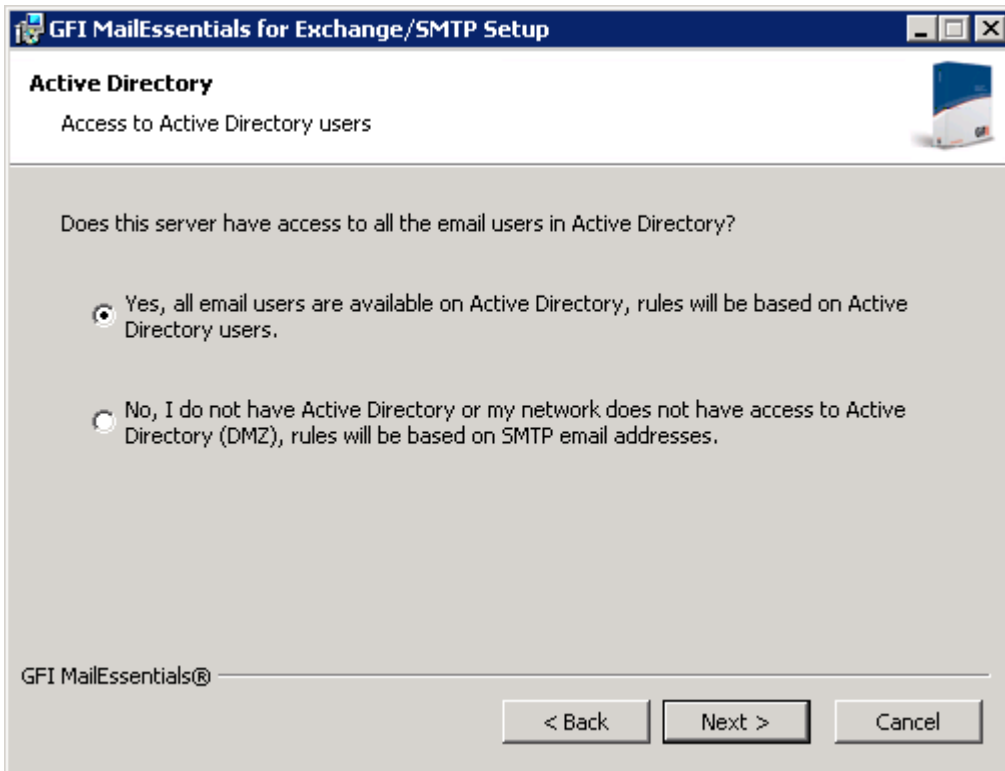 GFI MailEssentials for Exchange/SMTP Setup
Active Directory
Access to Active Directory users
GFI
Does this server have access to all the email users in Active Directory?
Yes, all email users are available on Active Directory, rules will be based on Active
Directory users.
No, I do not have Active Directory or my network does not have access to Active
Directory (DMZ), rules will be based on SMTP email addresses.
GFI MailEssentials®
< Back Next > Cancel